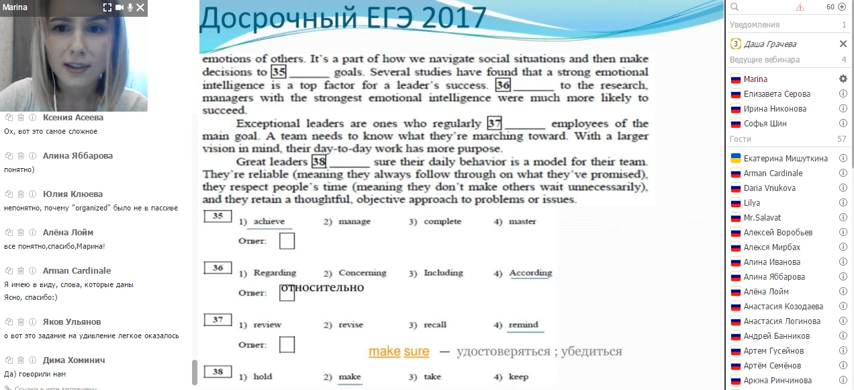 Marina
Досрочный ЕГЭ 2017
emotions of others. It's a part of how we navigate social situations and then make
decisions to 35 ______ goals. Several studies have found that a strong emotional
intelligence is a top factor for a leader's success. 36 ______ to the research,
managers with the strongest emotional intelligence were much more likely to
succeed.
Exceptional leaders are ones who regularly 37 ______ employees of the
main goal. A team needs to know what they're marching toward. With a larger
vision in mind, their day-to-day work has more purpose.
Great leaders 38 ______ sure their daily behavior is a model for their team.
They're reliable (meaning they always follow through on what they've promised),
they respect people's time (meaning they don't make others wait unnecessarily),
and they retain a thoughtful, objective approach to problems or issues.
35 1) achieve 2) manage 3) complete 4) master
Ответ:
36 1) Regarding 2) Concerning 3) Including 4) According
относительно
Ответ:
37 1) review 2) revise 3) recall 4) remind
Ответ:
make sure — удостоверяться ; убедиться
38 1) hold 2) make 3) take 4) keep
Ксения Асеева
Ох, вот это самое сложное
Алина Яббарова
понятно)
Юлия Клюева
непонятно, почему "organized" было не в пассиве
Алёна Лойм
все понятно,спасибо,Марина!
Arman Cardinale
Я имею в виду, слова, которые даны
Ясно, спасибо:)
Яков Ульянов
о вот это задание на удивление легкое оказалось
Дима Хоминич
Да) говорили нам
60
Уведомления 1
3 Даша Грачева
Ведущие вебинара 4
Marina
Елизавета Серова
Ирина Никонова
Софья Шин
Гости 57
Екатерина Мишуткина
Arman Cardinale
Daria Vnukova
Lilya
Mr.Salavat
Алексей Воробьев
Алекся Мирбах
Алина Иванова
Алина Яббарова
Алёна Лойм
Анастасия Козодаева
Анастасия Логинова
Андрей Банников
Артем Гусейнов
Артём Семёнов
Арюна Ринчинова